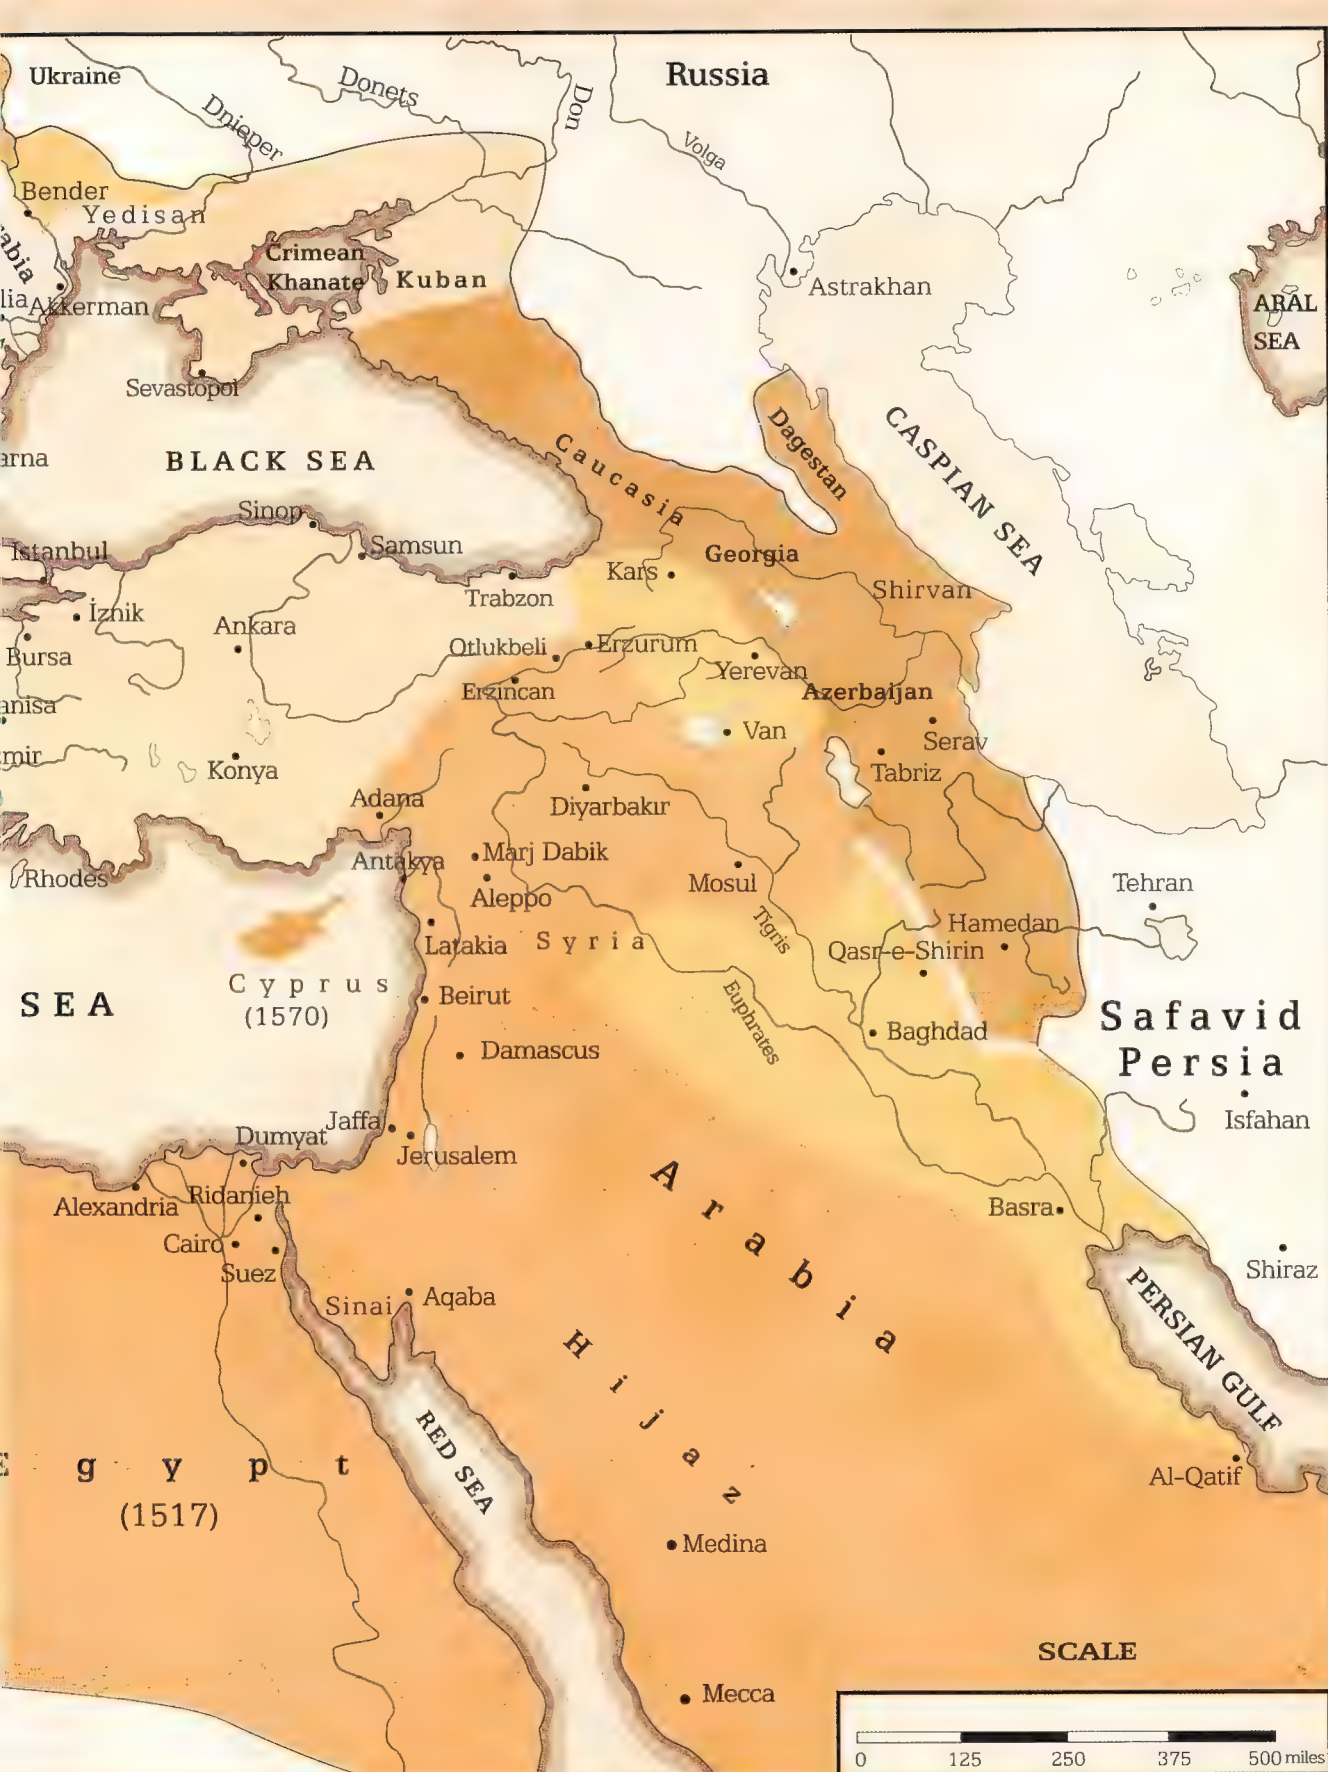 Ukraine
Dnieper
Donets
Don
Russia
Volga
Bender
Yedisan
Crimean
Khanate
Kuban
Akkerman
Astrakhan
ARAL
SEA
Sevastopol
BLACK SEA
Caucasia
Dagestan
CASPIAN SEA
Sinop
Istanbul
Samsun
Georgia
Kars
Trabzon
Shirvan
İznik
Ankara
Otlukbeli
Erzurum
Bursa
Yerevan
Erzincan
Azerbaijan
anisa
Van
Serav
mir
Konya
Tabriz
Adana
Diyarbakır
Antakya
Marj Dabik
Rhodes
Aleppo
Mosul
Tehran
Tigris
Hamedan
Latakia
Syria
Qasr-e-Shirin
Cyprus
(1570)
SEA
Beirut
Euphrates
Baghdad
Safavid
Persia
Damascus
Isfahan
Jaffa
Dumyat
Jerusalem
Arabia
Alexandria
Ridanieh
Basra
Cairo
Suez
Shiraz
Sinai
Aqaba
PERSIAN GULF
Hijaz
RED SEA
Egypt
(1517)
Al-Qatif
Medina
SCALE
Mecca
0 125 250 375 500 miles